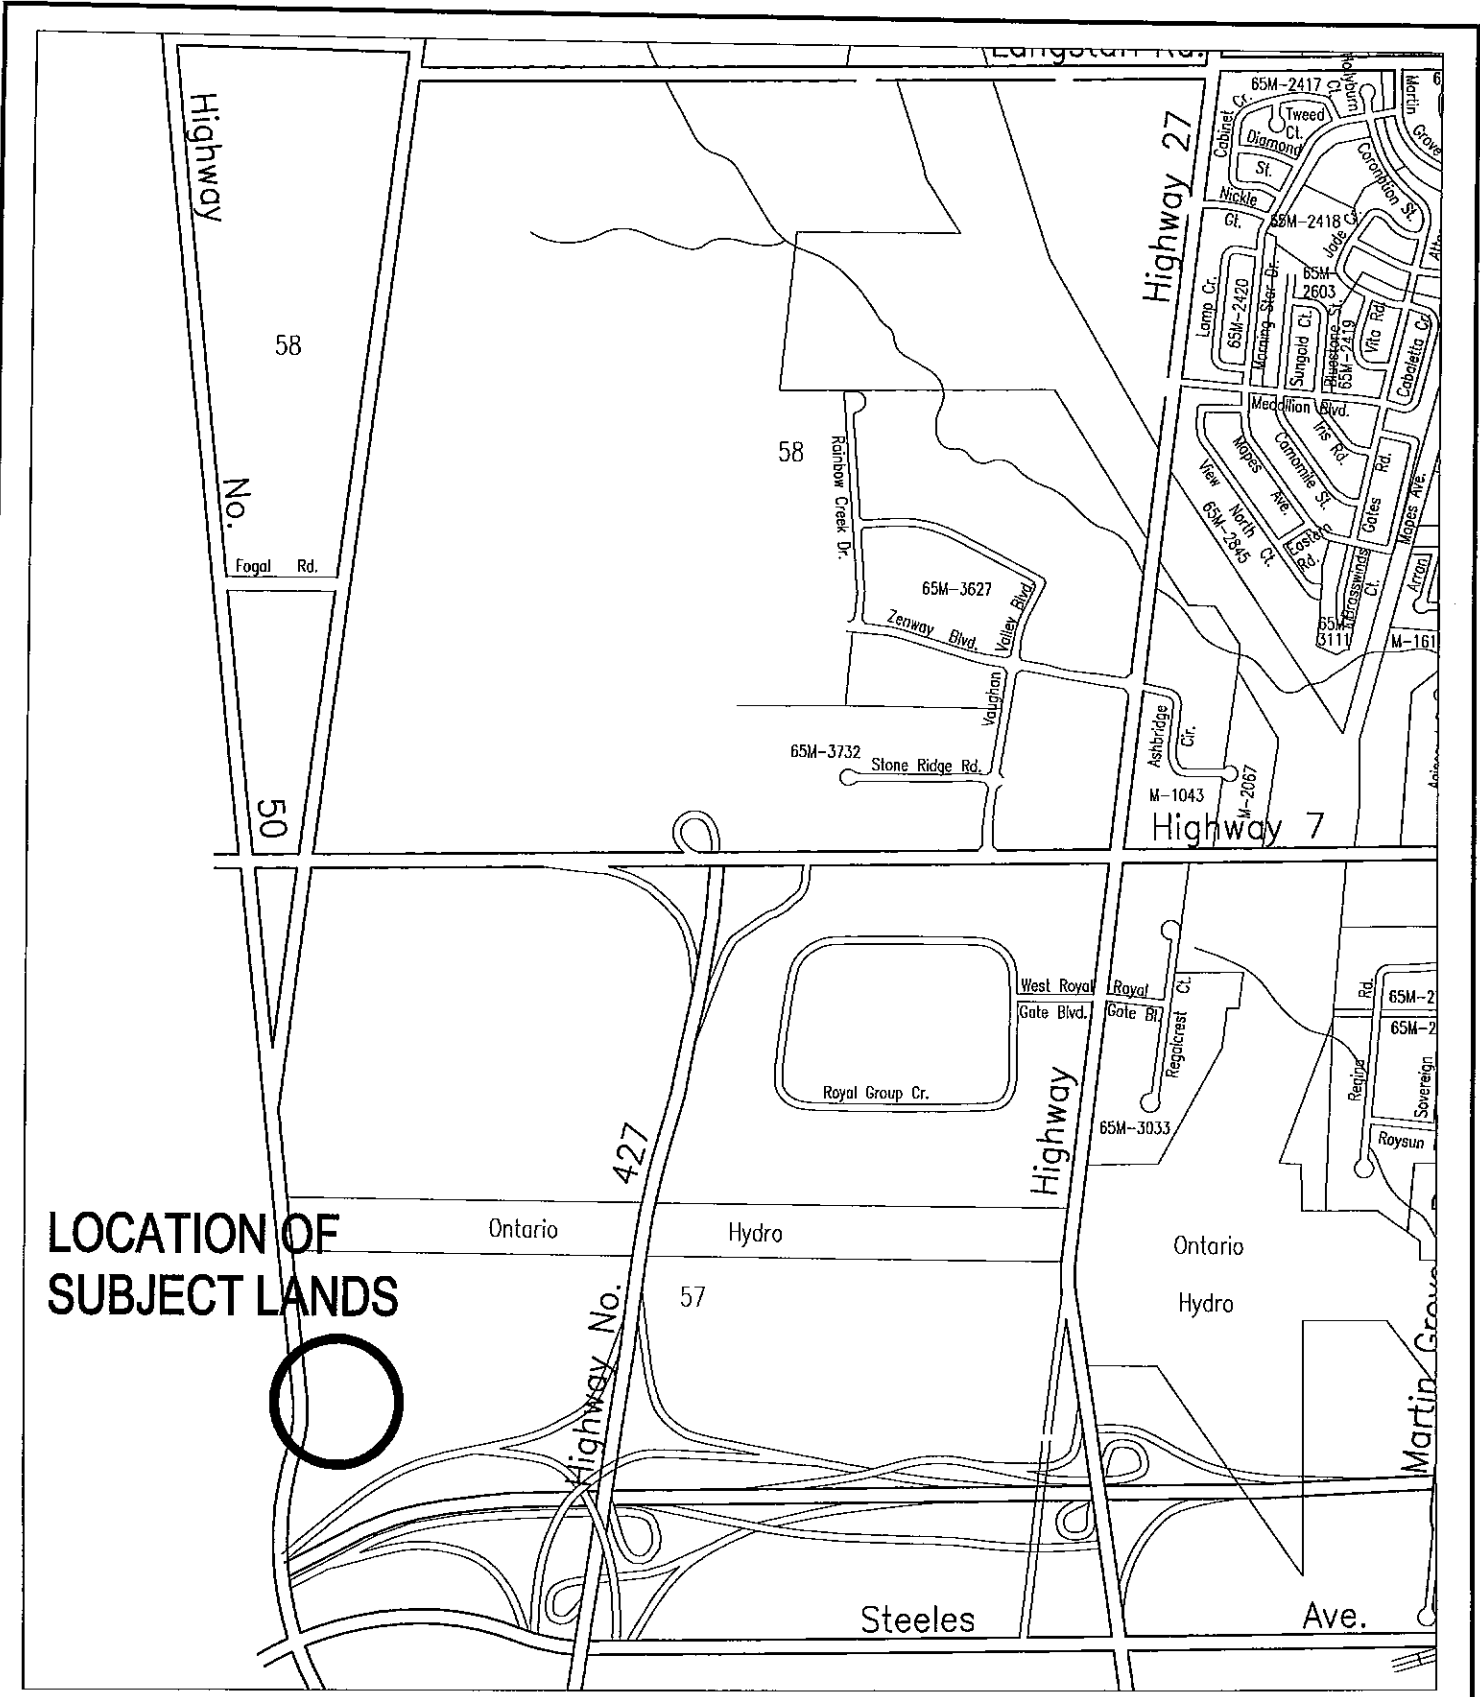 Langstaff Rd.
Highway
No.
50
58
Fogal Rd.
58
Rainbow Creek Dr.
65M-3627
Zenway Blvd.
Valley Blvd.
Vaughan
65M-3732
Stone Ridge Rd.
Highway 27
65M-2417
Cabinet Cr.
Tweed
Ct.
Diamond
St.
Hollyburn
Ct.
Martin
Grove
Coronation St.
Nickle
Gt.
65M-2418
Jade Ct.
65M-
2603
Lamp Cr.
65M-2420
Morning Star Dr.
Sungold Ct.
Bluestone St.
65M-2419
Vita Rd.
Cabaletta Cr.
Medallion Blvd.
Iris Rd.
Camomile St.
Mapes Ave.
View North Ct.
65M-2845
Eastern
Rd.
Gates Rd.
Mapes Ave.
Brasswinds
Ct.
65M-
3111
Arran
M-161
Ashbridge
Cir.
M-1043
M-2067
Highway 7
West Royal
Gate Blvd.
Royal
Gate Bl.
Regalcrest Ct.
65M-3033
Royal Group Cr.
Regina Rd.
65M-2
65M-2
Sovereign
Roysun
Highway
427
Highway No.
Ontario Hydro
57
Ontario
Hydro
LOCATION OF
SUBJECT LANDS
Martin Grove
Steeles Ave.